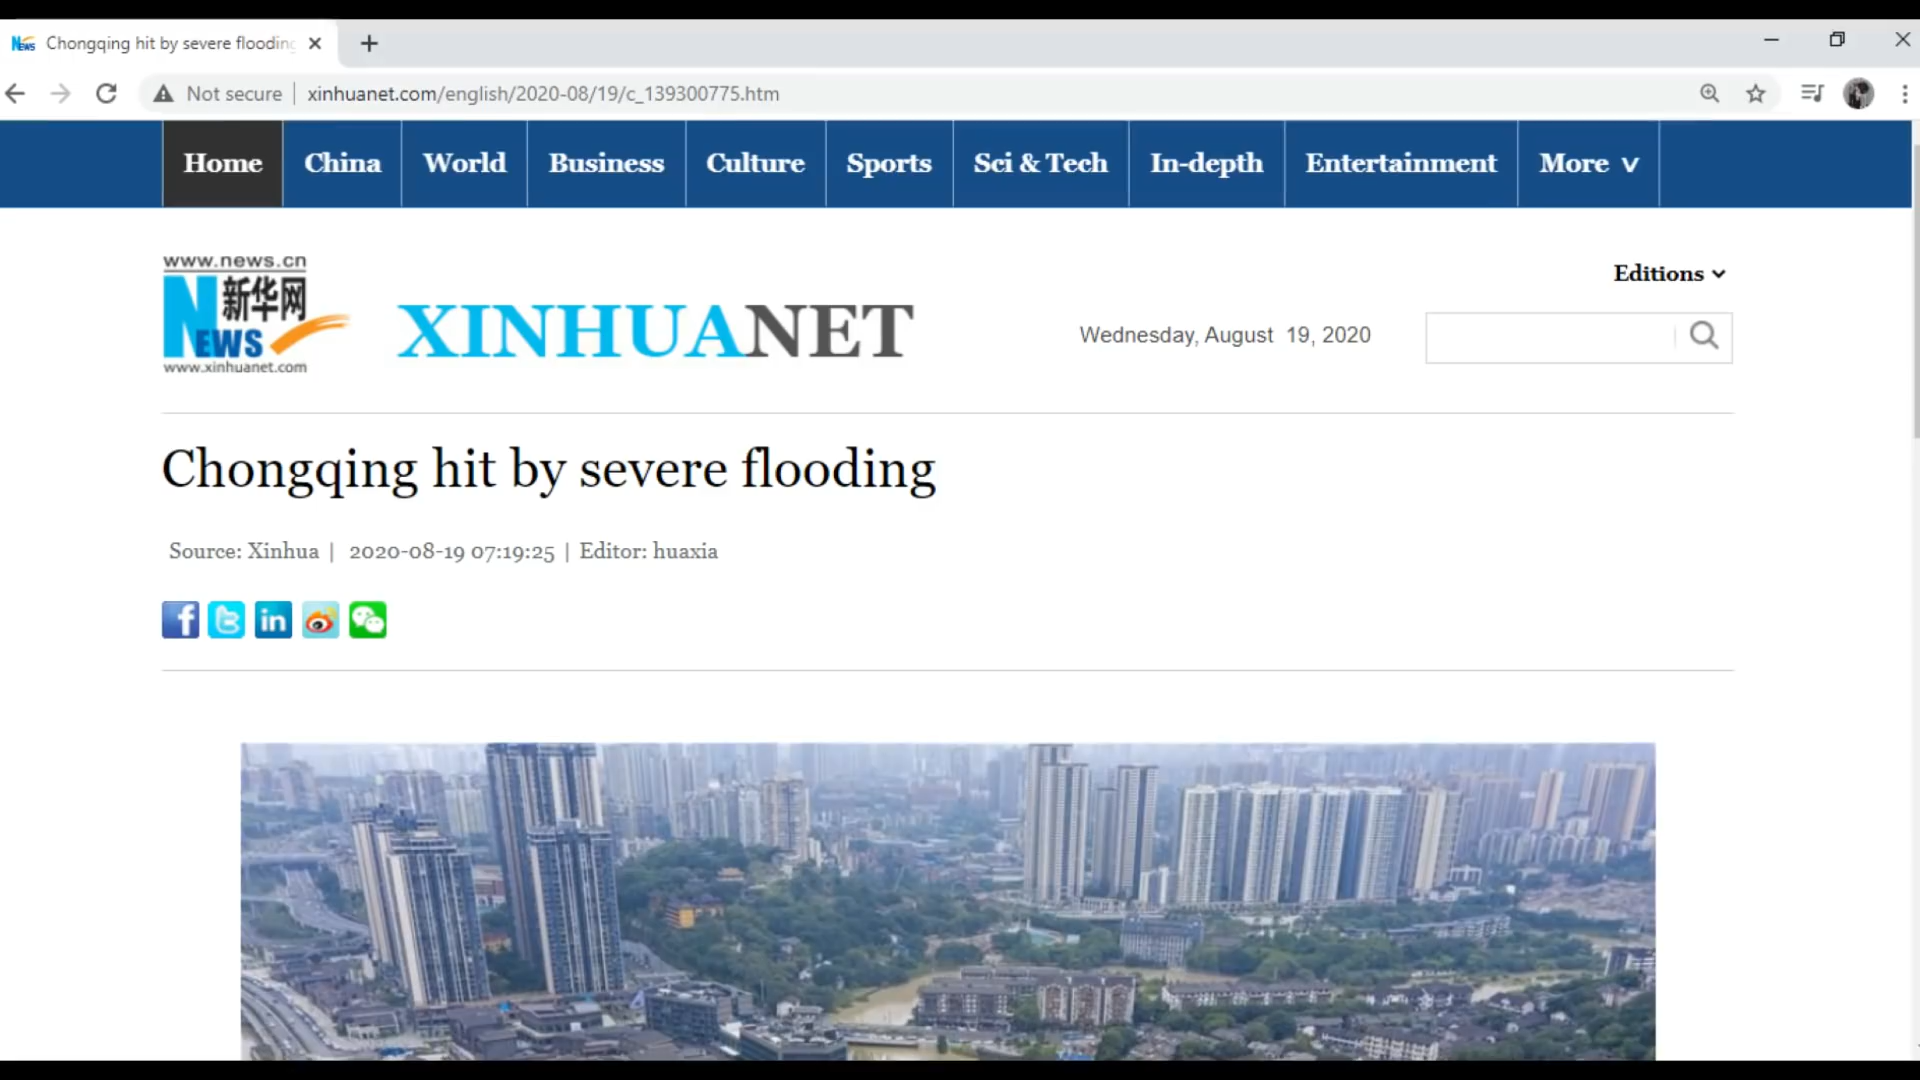 Chongqing hit by severe flooding
Not secure | xinhuanet.com/english/2020-08/19/c_139300775.htm
Home China World Business Culture Sports Sci & Tech In-depth Entertainment More
www.news.cn
新华网
NEWS
www.xinhuanet.com
XINHUANET
Wednesday, August 19, 2020
Editions
Chongqing hit by severe flooding
Source: Xinhua | 2020-08-19 07:19:25 | Editor: huaxia